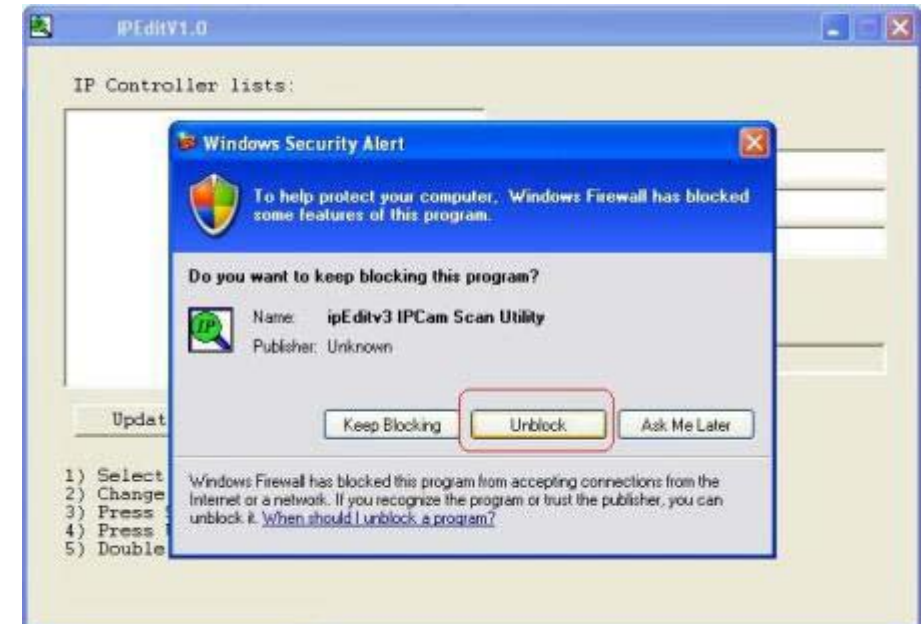 IPEditV1.0
IP Controller lists:
Windows Security Alert
To help protect your computer, Windows Firewall has blocked
some features of this program.
Do you want to keep blocking this program?
IP
Name: ipEditv3 IPCam Scan Utility
Publisher: Unknown
Keep Blocking Unblock Ask Me Later
Windows Firewall has blocked this program from accepting connections from the
Internet or a network. If you recognize the program or trust the publisher, you can
unblock it. When should I unblock a program?
Updat
1) Select
2) Change
3) Press
4) Press
5) Double